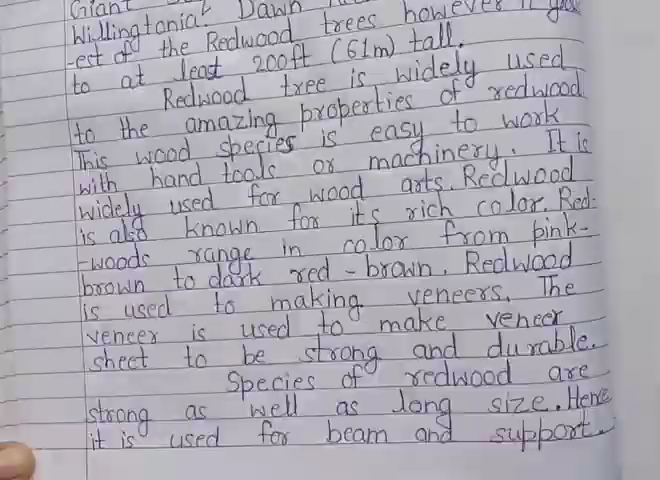 Giant
Willingtonia? Dawn
-est of the Redwood trees however it
to at least 200ft (61m) tall.
Redwood tree is widely used
to the amazing properties of redwood
This wood species is easy to work
with hand tools or machinery. It is
widely used for wood arts. Redwood
is also known for its rich color. Red-
-woods range in color from pink-
brown to dark red-brown. Redwood
is used to making veneers. The
veneer is used to make veneer
sheet to be strong and durable.
Species of redwood are
strong as well as long size. Here
it is used for beam and support.